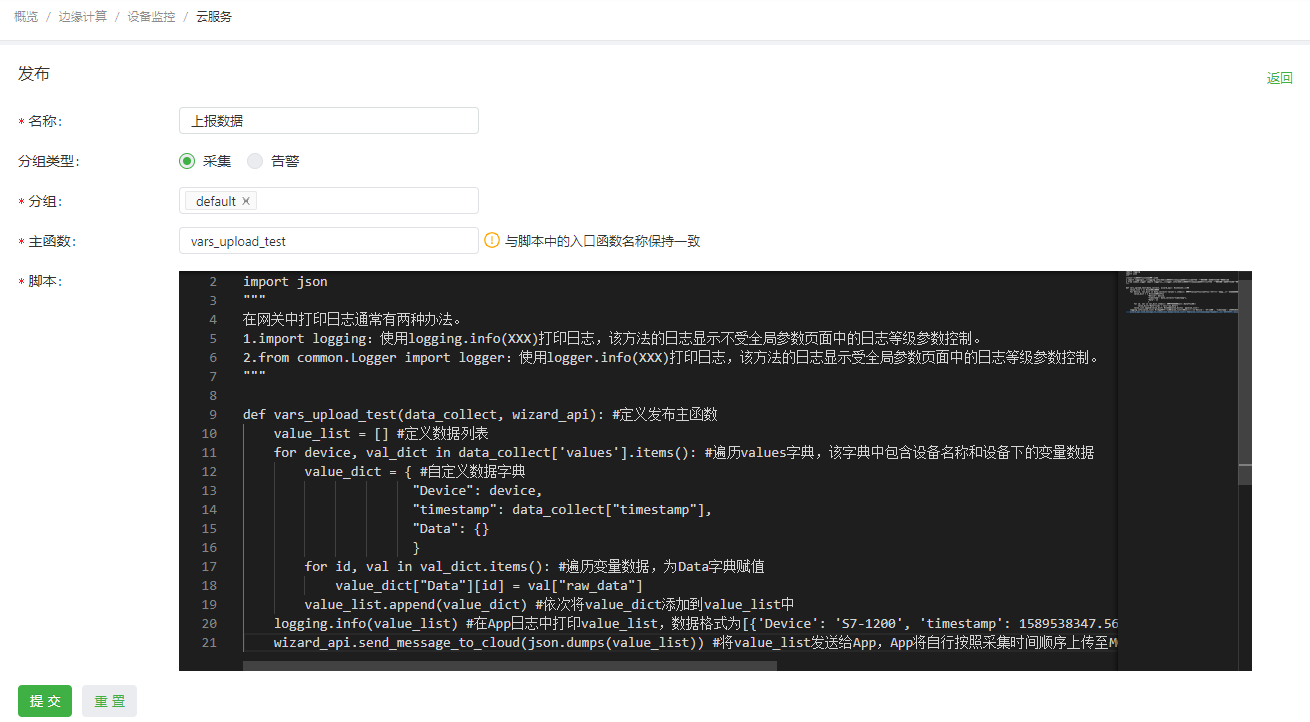 概览 / 边缘计算 / 设备监控 / 云服务
发布
返回
* 名称: 上报数据
分组类型: 采集 告警
* 分组: default ×
* 主函数: vars_upload_test 与脚本中的入口函数名称保持一致
* 脚本:
2 import json
3 """
4 在网关中打印日志通常有两种办法。
5 1.import logging：使用logging.info(XXX)打印日志，该方法的日志显示不受全局参数页面中的日志等级参数控制。
6 2.from common.Logger import logger：使用logger.info(XXX)打印日志，该方法的日志显示受全局参数页面中的日志等级参数控制。
7 """
8
9 def vars_upload_test(data_collect, wizard_api): #定义发布主函数
10 value_list = [] #定义数据列表
11 for device, val_dict in data_collect['values'].items(): #遍历values字典，该字典中包含设备名称和设备下的变量数据
12 value_dict = { #自定义数据字典
13 "Device": device,
14 "timestamp": data_collect["timestamp"],
15 "Data": {}
16 }
17 for id, val in val_dict.items(): #遍历变量数据，为Data字典赋值
18 value_dict["Data"][id] = val["raw_data"]
19 value_list.append(value_dict) #依次将value_dict添加到value_list中
20 logging.info(value_list) #在App日志中打印value_list，数据格式为[{'Device': 'S7-1200', 'timestamp': 1589538347.56
21 wizard_api.send_message_to_cloud(json.dumps(value_list)) #将value_list发送给App，App将自行按照采集时间顺序上传至M
提 交 重 置